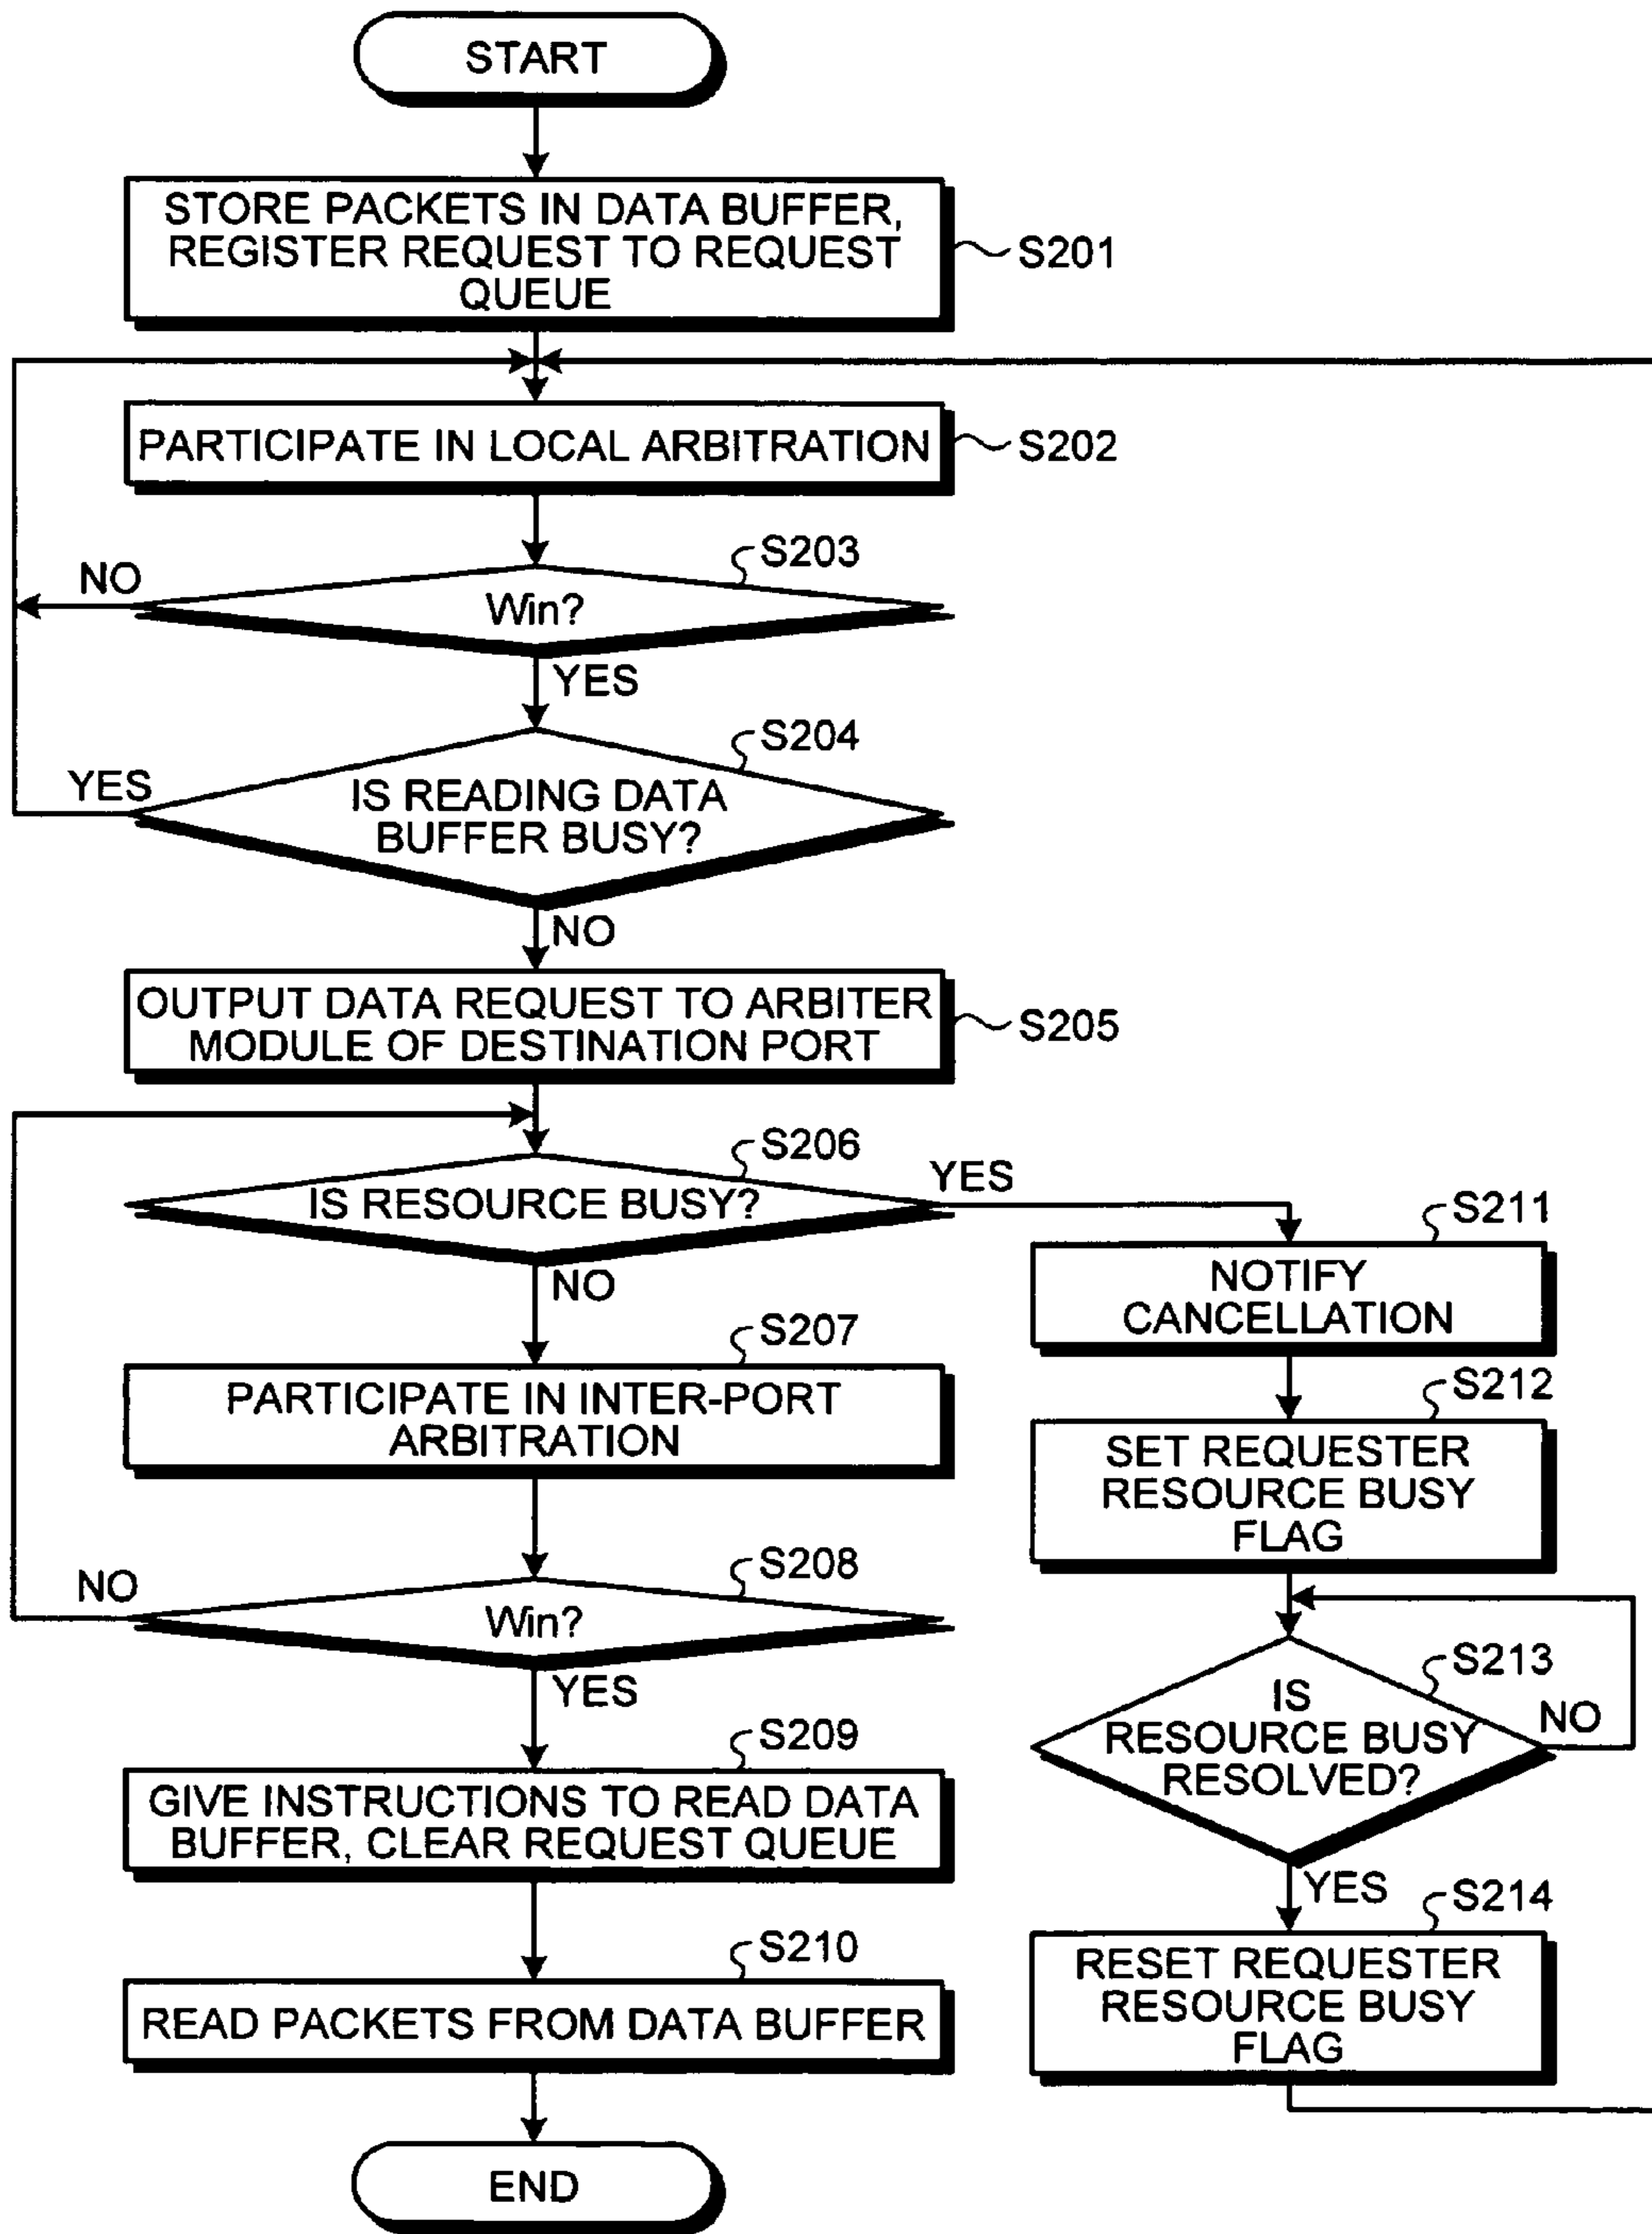 START
STORE PACKETS IN DATA BUFFER,
REGISTER REQUEST TO REQUEST
QUEUE
S201
PARTICIPATE IN LOCAL ARBITRATION
S202
S203
NO
Win?
YES
S204
YES
IS READING DATA
BUFFER BUSY?
NO
OUTPUT DATA REQUEST TO ARBITER
MODULE OF DESTINATION PORT
S205
S206
IS RESOURCE BUSY?
YES
NO
S207
PARTICIPATE IN INTER-PORT
ARBITRATION
S208
NO
Win?
YES
S209
GIVE INSTRUCTIONS TO READ DATA
BUFFER, CLEAR REQUEST QUEUE
S210
READ PACKETS FROM DATA BUFFER
END
S211
NOTIFY
CANCELLATION
S212
SET REQUESTER
RESOURCE BUSY
FLAG
S213
IS
RESOURCE BUSY
RESOLVED?
NO
YES
S214
RESET REQUESTER
RESOURCE BUSY
FLAG